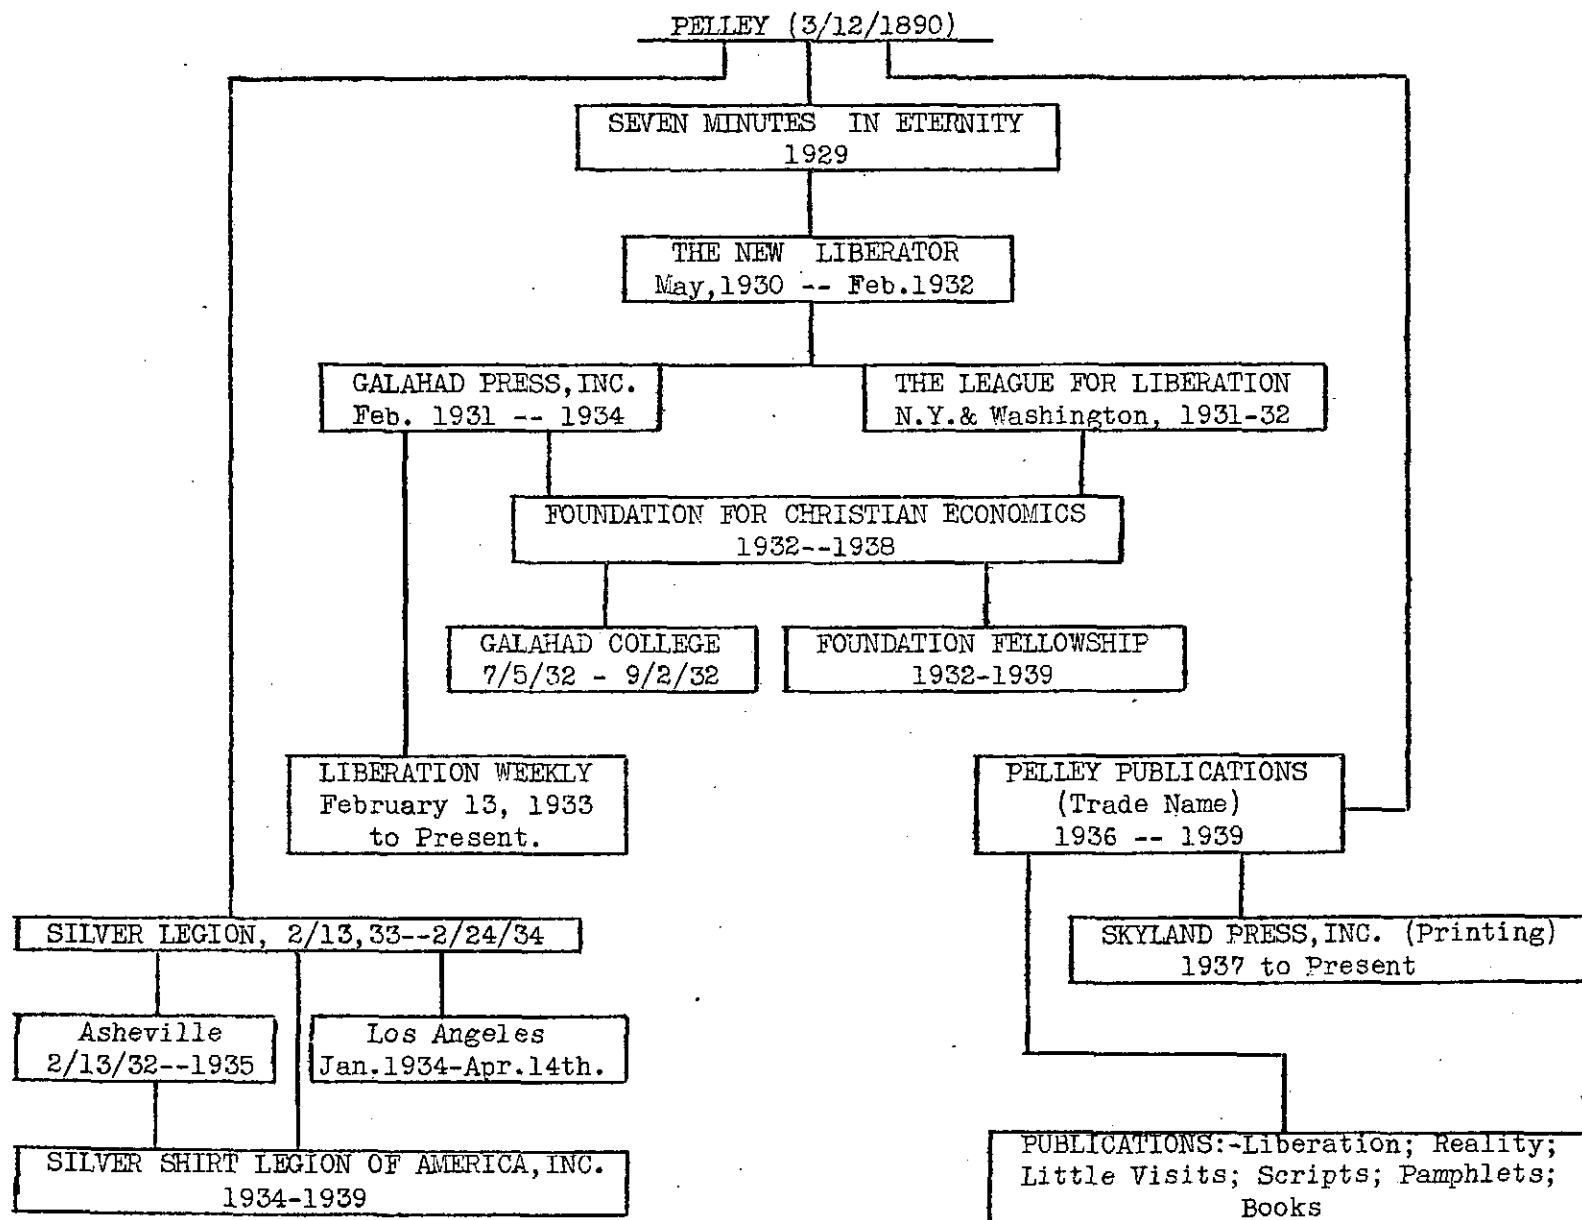 PELLEY (3/12/1890)
SEVEN MINUTES IN ETERNITY
1929
THE NEW LIBERATOR
May,1930 -- Feb.1932
GALAHAD PRESS,INC.
Feb. 1931 -- 1934
THE LEAGUE FOR LIBERATION
N.Y.& Washington, 1931-32
FOUNDATION FOR CHRISTIAN ECONOMICS
1932--1938
GALAHAD COLLEGE
7/5/32 - 9/2/32
FOUNDATION FELLOWSHIP
1932-1939
LIBERATION WEEKLY
February 13, 1933
to Present.
PELLEY PUBLICATIONS
(Trade Name)
1936 -- 1939
SILVER LEGION, 2/13,33--2/24/34
SKYLAND PRESS,INC. (Printing)
1937 to Present
Asheville
2/13/32--1935
Los Angeles
Jan.1934-Apr.14th.
SILVER SHIRT LEGION OF AMERICA,INC.
1934-1939
PUBLICATIONS:-Liberation; Reality;
Little Visits; Scripts; Pamphlets;
Books